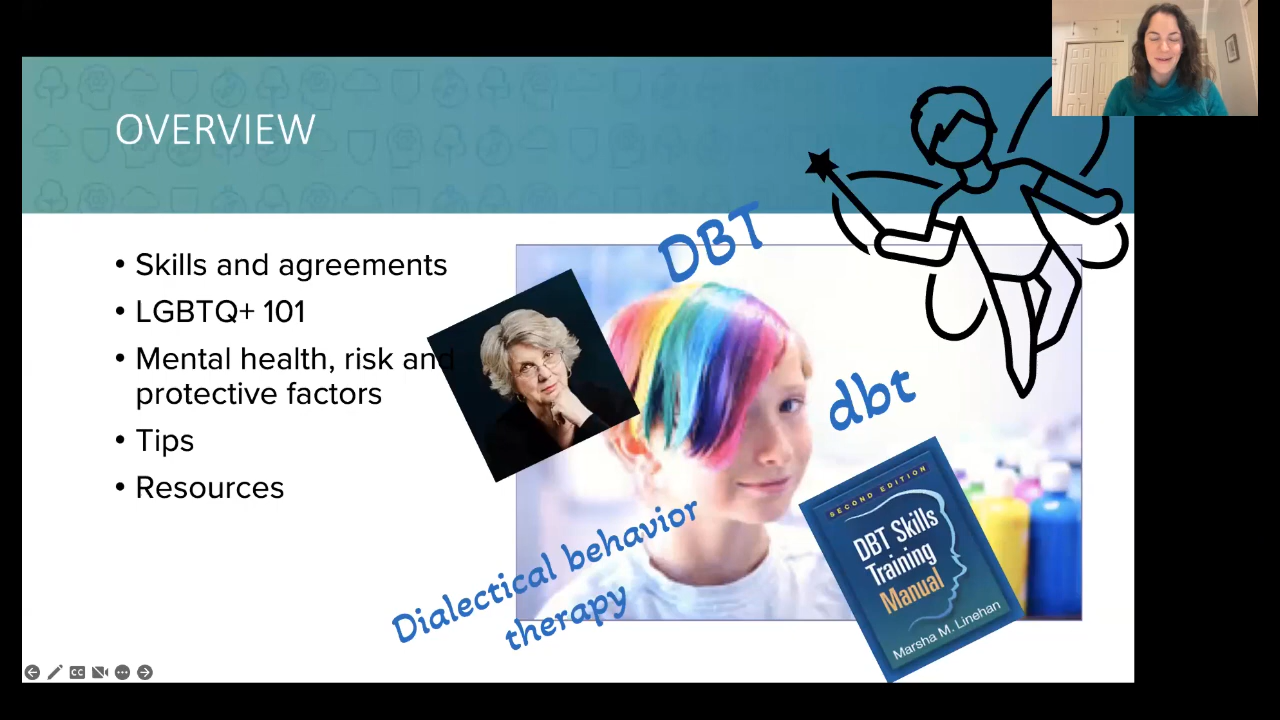 OVERVIEW
• Skills and agreements
• LGBTQ+ 101
• Mental health, risk and
protective factors
• Tips
• Resources
DBT
dbt
Dialectical behavior
therapy
SECOND EDITION
DBT Skills
Training
Manual
Marsha M. Linehan
CC